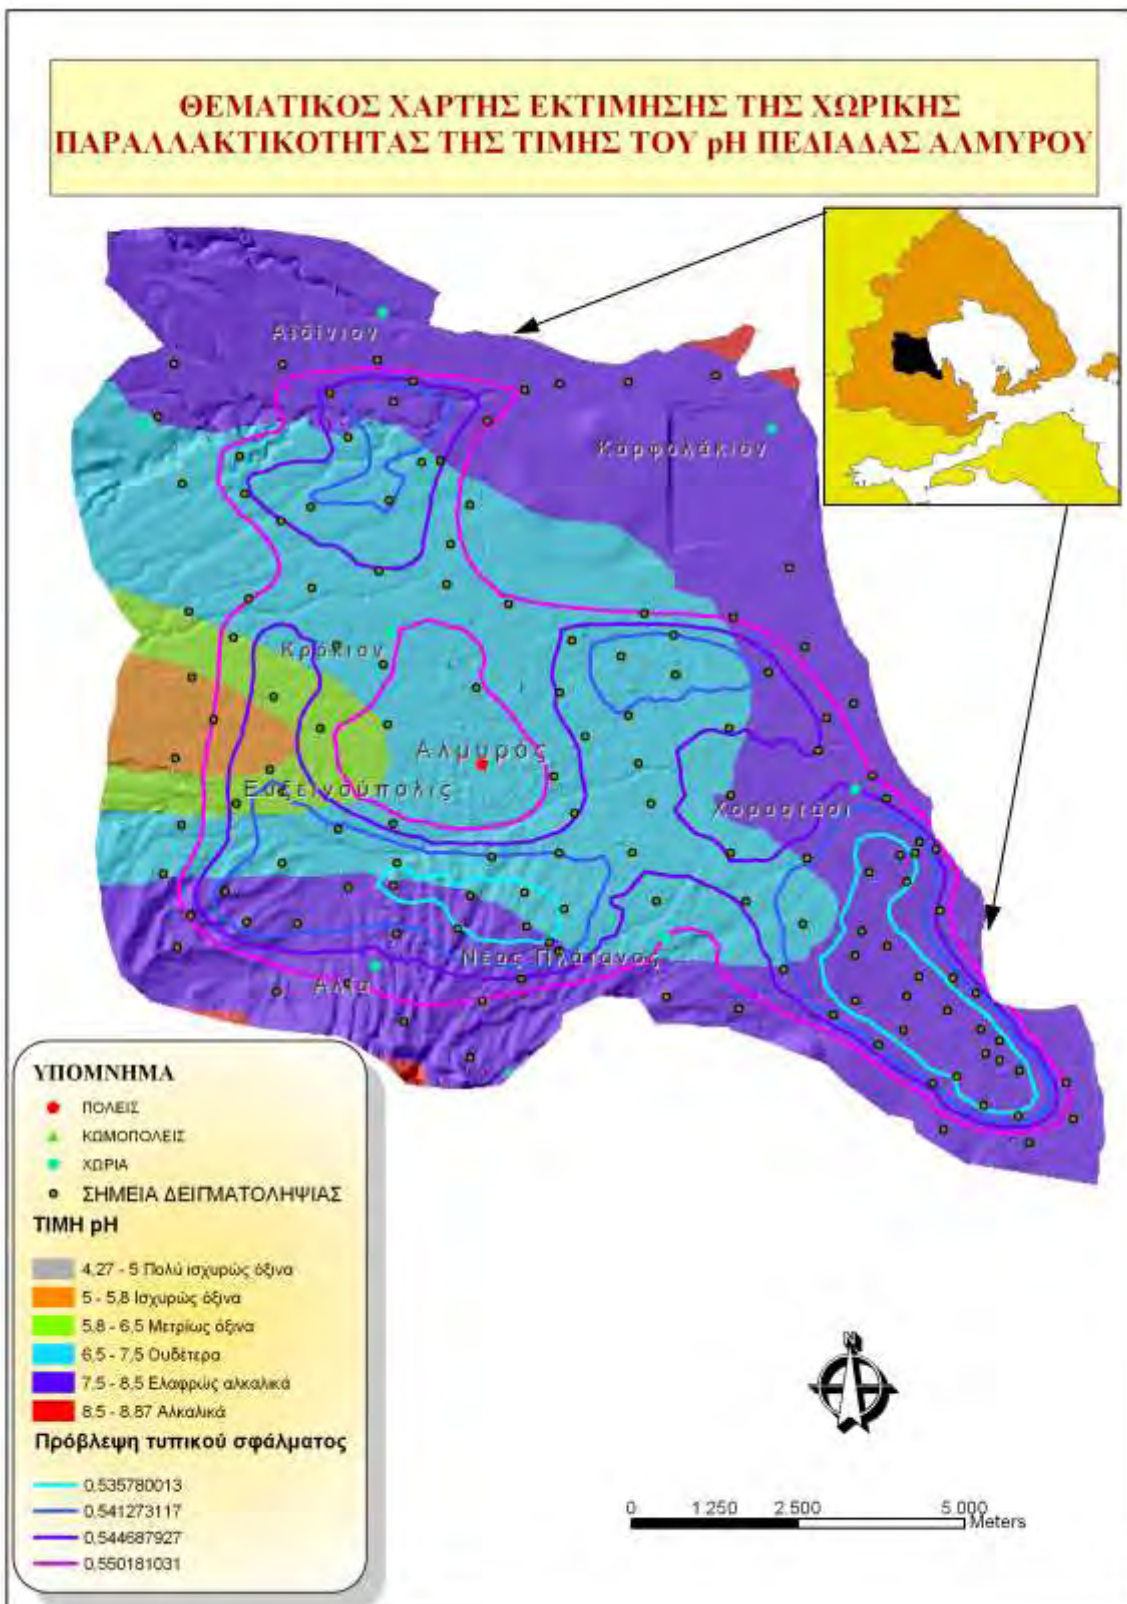 ΘΕΜΑΤΙΚΟΣ ΧΑΡΤΗΣ ΕΚΤΙΜΗΣΗΣ ΤΗΣ ΧΩΡΙΚΗΣ
ΠΑΡΑΛΛΑΚΤΙΚΟΤΗΤΑΣ ΤΗΣ ΤΙΜΗΣ ΤΟΥ pH ΠΕΔΙΑΔΑΣ ΑΛΜΥΡΟΥ
Αϊδίνιον
Καρφολάκιον
Κρόκιον
Αλμυρός
Ευξεινούπολις
Χοροστάσι
Νέος Πλάτανος
ΥΠΟΜΝΗΜΑ
ΠΟΛΕΙΣ
ΚΩΜΟΠΟΛΕΙΣ
ΧΩΡΙΑ
ΣΗΜΕΙΑ ΔΕΙΓΜΑΤΟΛΗΨΙΑΣ
ΤΙΜΗ pH
4,27 - 5 Πολύ ισχυρώς όξινα
5 - 5,8 Ισχυρώς όξινα
5,8 - 6,5 Μετρίως όξινα
6,5 - 7,5 Ουδέτερα
7,5 - 8,5 Ελαφρώς αλκαλικά
8,5 - 8,87 Αλκαλικά
Πρόβλεψη τυπικού σφάλματος
0,535780013
0,541273117
0,544687927
0,550181031
N
0 1.250 2.500 5.000
Meters